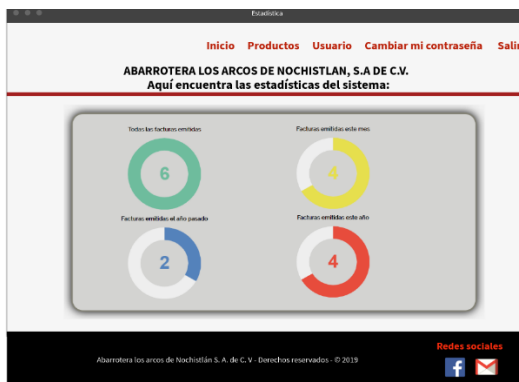 Estadística
Inicio Productos Usuario Cambiar mi contraseña Salir
ABARROTERA LOS ARCOS DE NOCHISTLAN, S.A DE C.V.
Aquí encuentra las estadísticas del sistema:
Todas las facturas emitidas
Facturas emitidas este mes
6
4
Facturas emitidas el año pasado
Facturas emitidas este año
2
4
Redes sociales
Abarrotera los arcos de Nochistlán S. A. de C. V - Derechos reservados - © 2019
f